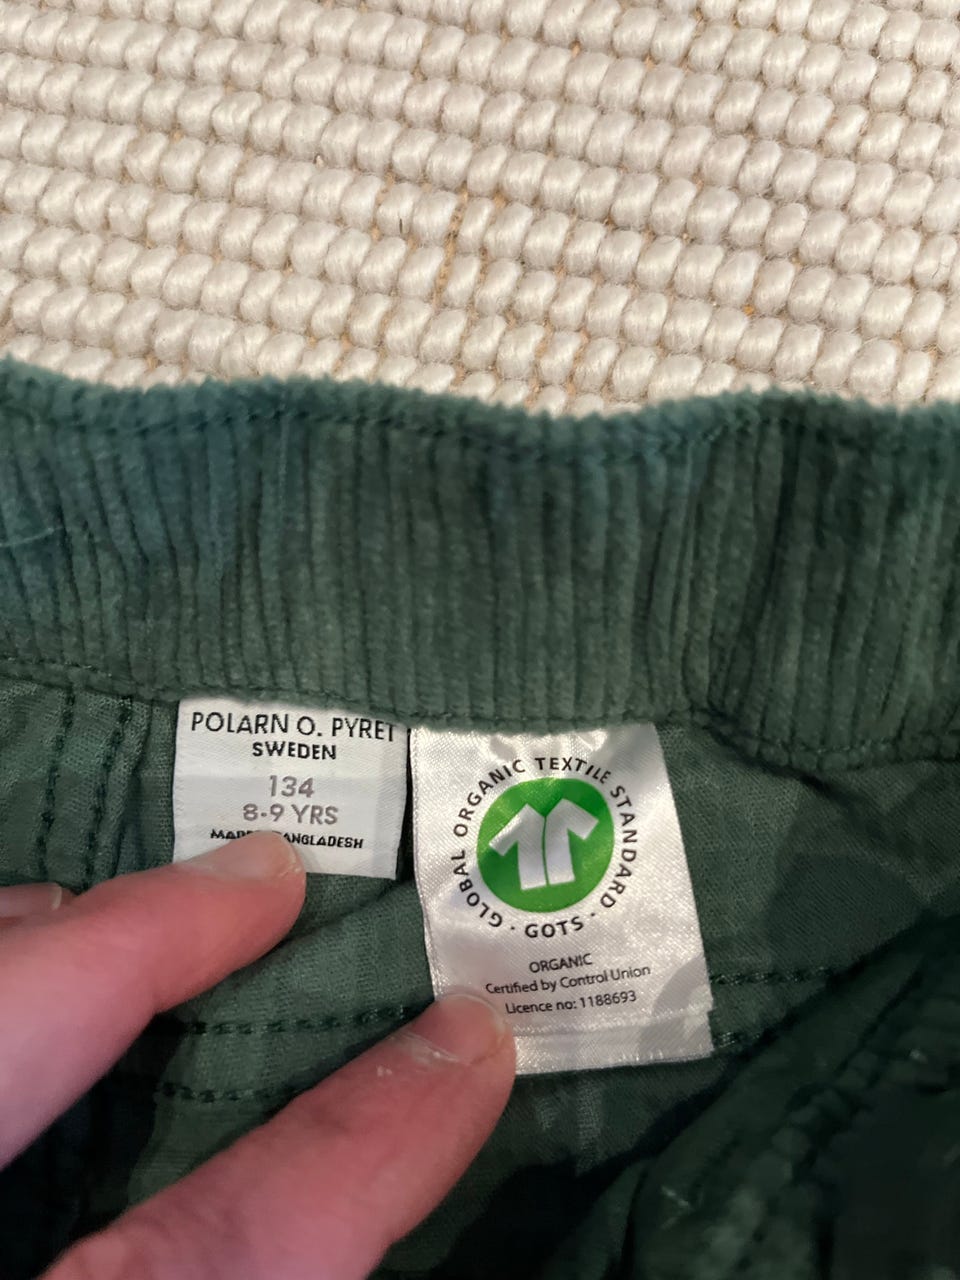 POLARN O. PYRET
SWEDEN
134
8-9 YRS
GLOBAL ORGANIC TEXTILE STANDARD · GOTS ·
ORGANIC
Certified by Control Union
Licence no: 1188693